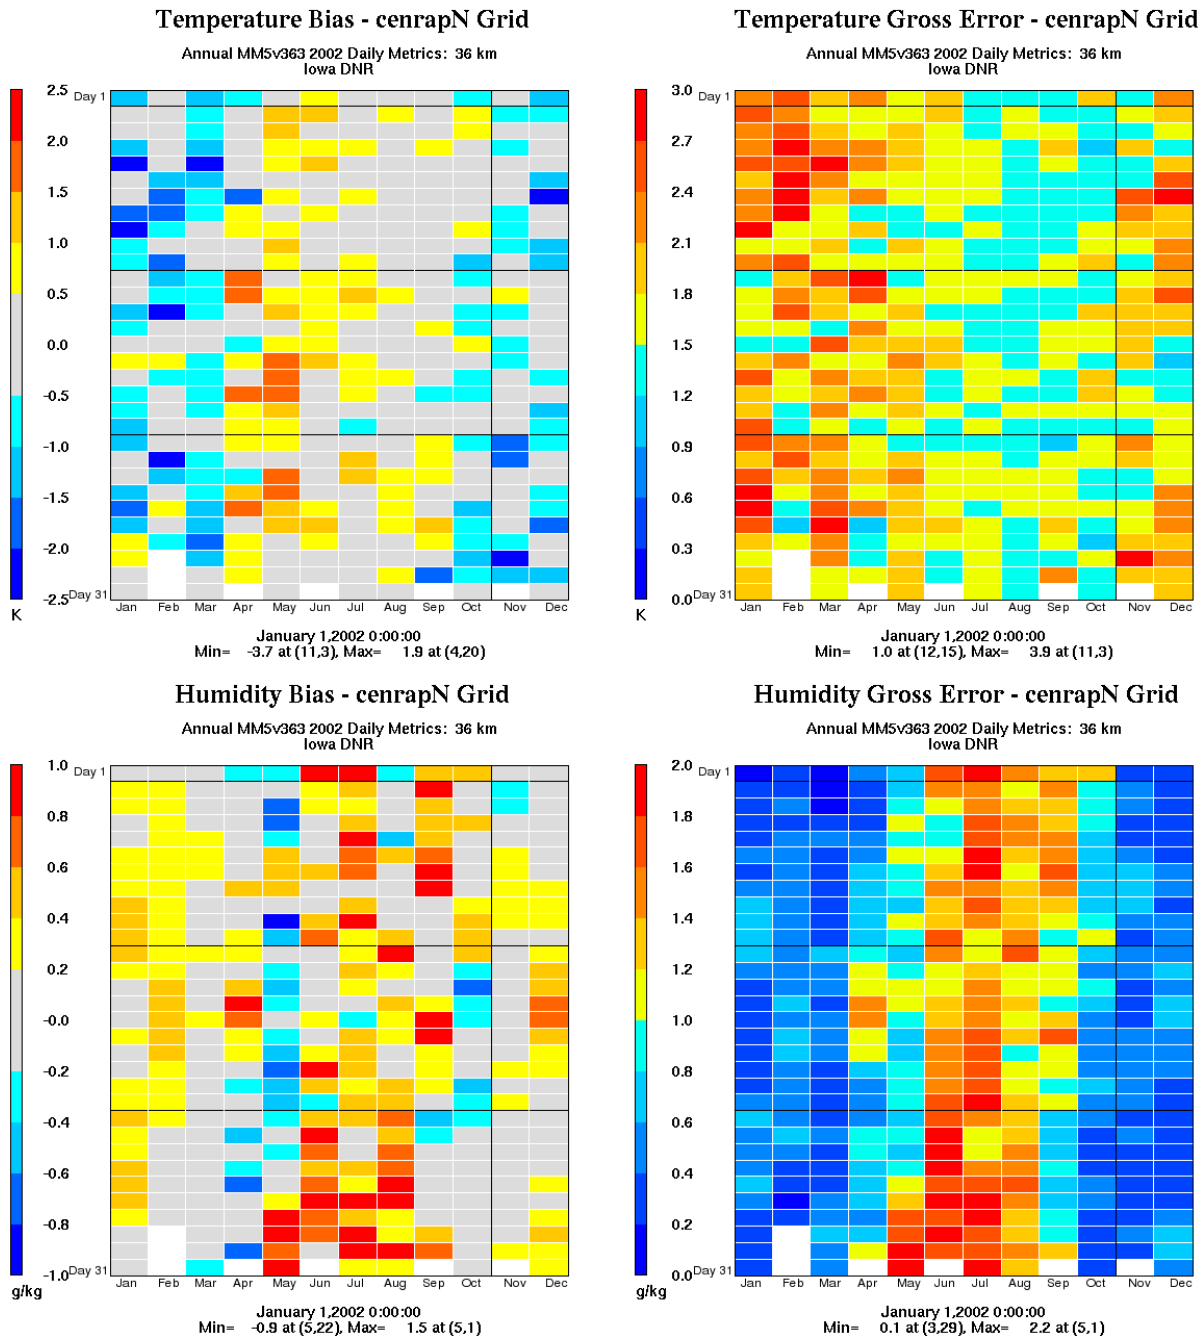 Temperature Bias - cenrapN Grid
Annual MM5v363 2002 Daily Metrics: 36 km
Iowa DNR
2.5
2.0
1.5
1.0
0.5
0.0
-0.5
-1.0
-1.5
-2.0
-2.5
K
Day 1
Day 31
Jan Feb Mar Apr May Jun Jul Aug Sep Oct Nov Dec
January 1,2002 0:00:00
Min= -3.7 at (11,3), Max= 1.9 at (4,20)
Temperature Gross Error - cenrapN Grid
Annual MM5v363 2002 Daily Metrics: 36 km
Iowa DNR
3.0
2.7
2.4
2.1
1.8
1.5
1.2
0.9
0.6
0.3
0.0
K
Day 1
Day 31
Jan Feb Mar Apr May Jun Jul Aug Sep Oct Nov Dec
January 1,2002 0:00:00
Min= 1.0 at (12,15), Max= 3.9 at (11,3)
Humidity Bias - cenrapN Grid
Annual MM5v363 2002 Daily Metrics: 36 km
Iowa DNR
1.0
0.8
0.6
0.4
0.2
-0.0
-0.2
-0.4
-0.6
-0.8
-1.0
g/kg
Day 1
Day 31
Jan Feb Mar Apr May Jun Jul Aug Sep Oct Nov Dec
January 1,2002 0:00:00
Min= -0.9 at (5,22), Max= 1.5 at (5,1)
Humidity Gross Error - cenrapN Grid
Annual MM5v363 2002 Daily Metrics: 36 km
Iowa DNR
2.0
1.8
1.6
1.4
1.2
1.0
0.8
0.6
0.4
0.2
0.0
g/kg
Day 1
Day 31
Jan Feb Mar Apr May Jun Jul Aug Sep Oct Nov Dec
January 1,2002 0:00:00
Min= 0.1 at (3,29), Max= 2.2 at (5,1)